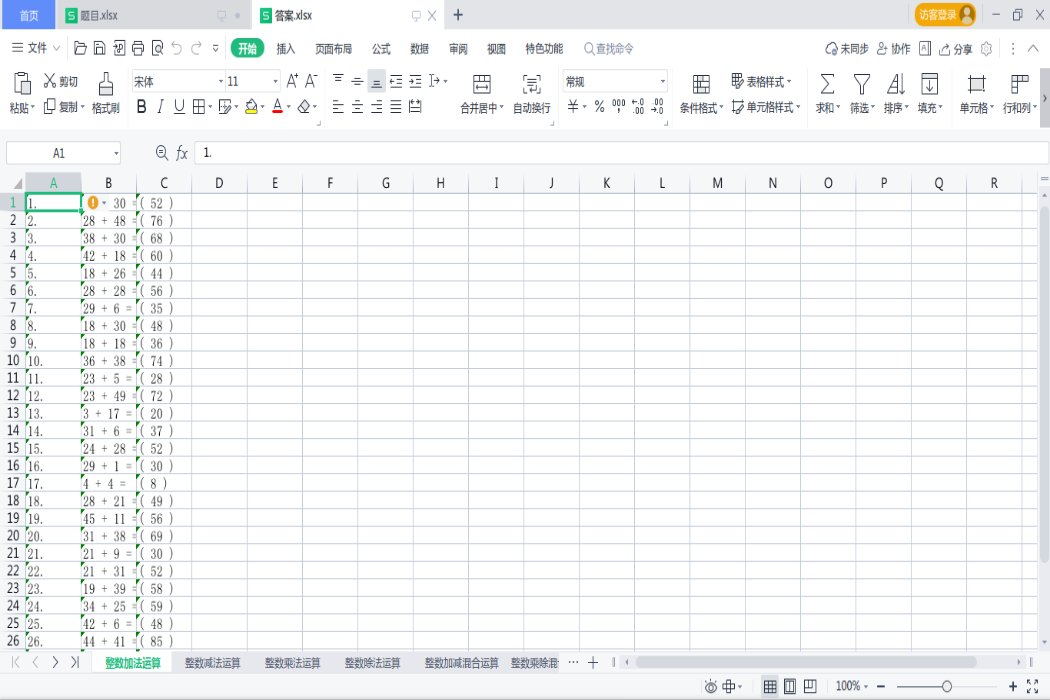 首页 题目.xlsx 答案.xlsx 访客登录
文件 开始 插入 页面布局 公式 数据 审阅 视图 特色功能 查找命令 未同步 协作 分享
剪切 宋体 11 常规 表格样式
粘贴 复制 格式刷 B I U A 合并居中 自动换行 ¥ % 条件格式 单元格样式 求和 筛选 排序 填充 单元格 行和列
A1 fx 1.
A B C D E F G H I J K L M N O P Q R
1 1. 30 =( 52 )
2 2. 28 + 48 =( 76 )
3 3. 38 + 30 =( 68 )
4 4. 42 + 18 =( 60 )
5 5. 18 + 26 =( 44 )
6 6. 28 + 28 =( 56 )
7 7. 29 + 6 =( 35 )
8 8. 18 + 30 =( 48 )
9 9. 18 + 18 =( 36 )
10 10. 36 + 38 =( 74 )
11 11. 23 + 5 =( 28 )
12 12. 23 + 49 =( 72 )
13 13. 3 + 17 =( 20 )
14 14. 31 + 6 =( 37 )
15 15. 24 + 28 =( 52 )
16 16. 29 + 1 =( 30 )
17 17. 4 + 4 =( 8 )
18 18. 28 + 21 =( 49 )
19 19. 45 + 11 =( 56 )
20 20. 31 + 38 =( 69 )
21 21. 21 + 9 =( 30 )
22 22. 21 + 31 =( 52 )
23 23. 19 + 39 =( 58 )
24 24. 34 + 25 =( 59 )
25 25. 42 + 6 =( 48 )
26 26. 44 + 41 =( 85 )
整数加法运算 整数减法运算 整数乘法运算 整数除法运算 整数加减混合运算 整数乘除混 ···
100%